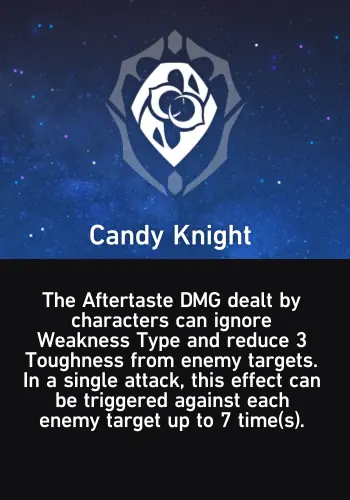 Candy Knight
The Aftertaste DMG dealt by
characters can ignore
Weakness Type and reduce 3
Toughness from enemy targets.
In a single attack, this effect can
be triggered against each
enemy target up to 7 time(s).